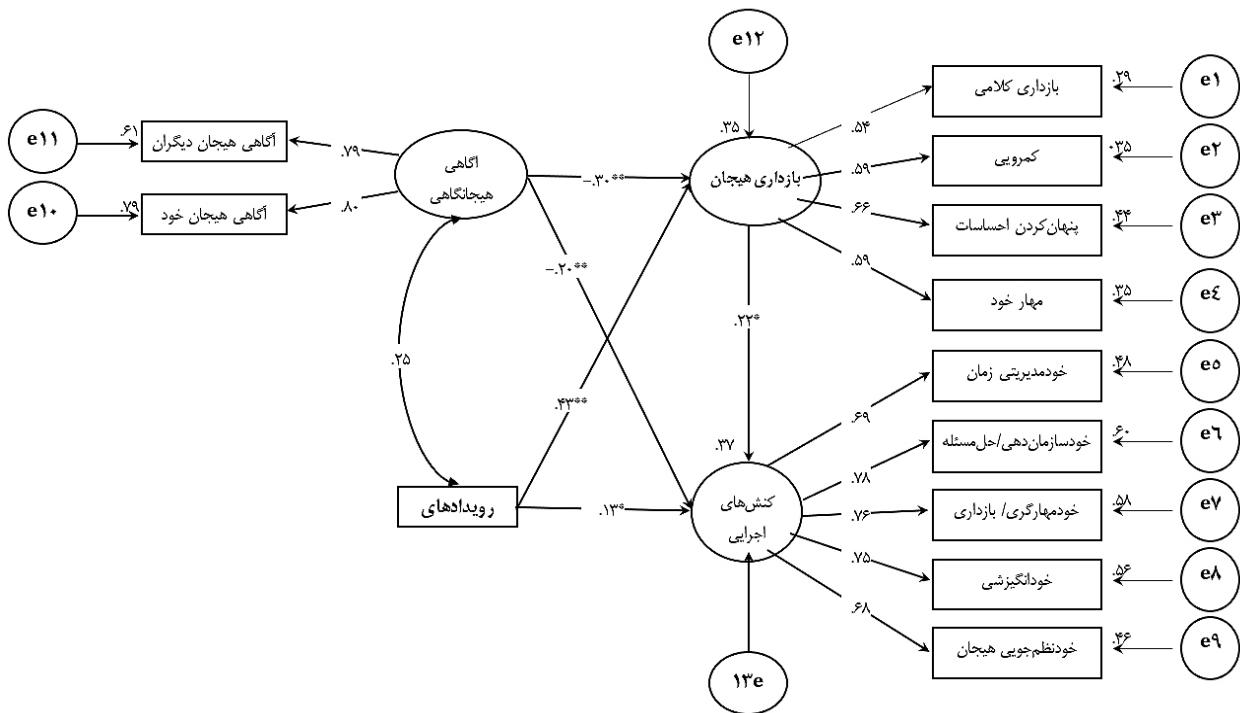 e۱۲
e۱
.۲۹
بازداری کلامی
.۵۴
.۳۵
e۱۱
.۶۱
آگاهی هیجان دیگران
.۷۹
آگاهی
هیجانگاهی
-.۳۰**
بازداری هیجان
.۵۹
کمرویی
۰۳۵
e۲
e۱۰
.۷۹
آگاهی هیجان خود
.۸۰
.۶۶
پنهان‌کردن احساسات
.۴۴
e۳
-.۲۰**
.۵۹
مهار خود
.۳۵
e٤
.۲۲*
.۲۵
.۴۳**
خودمدیریتی زمان
.۴۸
e٥
.۶۹
.۳۷
خودسازمان‌دهی/حل‌مسئله
.۶۰
e٦
.۷۸
رویدادهای
.۱۳*
کنش‌های
اجرایی
.۷۶
خودمهارگری/ بازداری
.۵۸
e۷
.۷۵
خودانگیزشی
.۵۶
e۸
.۶۸
خودنظم‌جویی هیجان
.۴۶
e۹
۱۳e